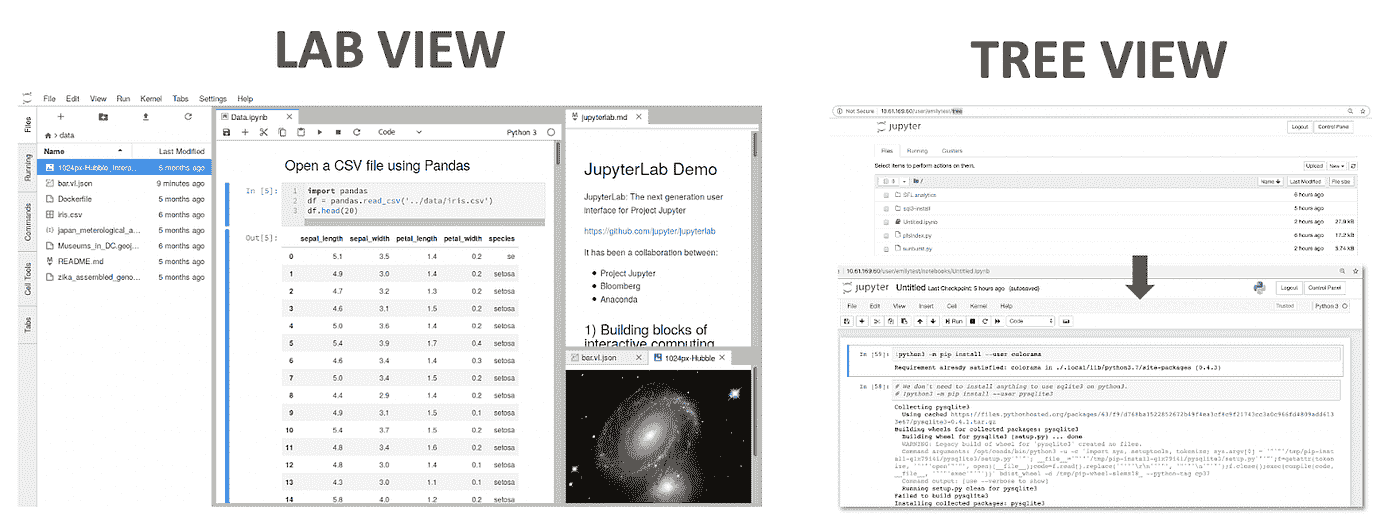 LAB VIEW
File Edit View Run Kernel Tabs Settings Help
Files
Running
Commands
Cell Tools
Tabs
data
Name Last Modified
1024px-Hubble_Interp... 5 months ago
bar.vl.json 9 minutes ago
Dockerfile 5 months ago
iris.csv 5 months ago
japan_meterological_a... 5 months ago
Museums_in_DC.geoj... 5 months ago
README.md 5 months ago
zika_assembled_geno... 5 months ago
Data.ipynb
Code Python 3
Open a CSV file using Pandas
In [5]:
1 import pandas
2 df = pandas.read_csv('../data/iris.csv')
3 df.head(20)
Out[5]:
sepal_length sepal_width petal_length petal_width species
0 5.1 3.5 1.4 0.2 se
1 4.9 3.0 1.4 0.2 setosa
2 4.7 3.2 1.3 0.2 setosa
3 4.6 3.1 1.5 0.2 setosa
4 5.0 3.6 1.4 0.2 setosa
5 5.4 3.9 1.7 0.4 setosa
6 4.6 3.4 1.4 0.3 setosa
7 5.0 3.4 1.5 0.2 setosa
8 4.4 2.9 1.4 0.2 setosa
9 4.9 3.1 1.5 0.1 setosa
10 5.4 3.7 1.5 0.2 setosa
11 4.8 3.4 1.6 0.2 setosa
12 4.8 3.0 1.4 0.1 setosa
13 4.3 3.0 1.1 0.1 setosa
14 5.8 4.0 1.2 0.2 setosa
jupyterlab.md
JupyterLab Demo
JupyterLab: The next generation user
interface for Project Jupyter
https://github.com/jupyter/jupyterlab
It has been a collaboration between:
Project Jupyter
Bloomberg
Anaconda
1) Building blocks of
interactive computing
bar.vl.json 1024px-Hubble
TREE VIEW
Not Secure 10.61.169.60/user/emilytest/tree
jupyter
Logout Control Panel
Files Running Clusters
Select items to perform actions on them.
Upload New
0 /
Name Last Modified File size
6 hours ago
sql3-install 5 hours ago
Untitled.ipynb 2 hours ago 27.9 kB
6 hours ago 17.2 kB
sunburst.py 2 hours ago 3.74 kB
10.61.169.60/user/emilytest/notebooks/Untitled.ipynb
jupyter Untitled Last Checkpoint: 5 hours ago (autosaved)
Logout Control Panel
File Edit View Insert Cell Kernel Help
Trusted Python 3
Run Code
In [59]: !python3 -m pip install --user colorama
Requirement already satisfied: colorama in ./.local/lib/python3.7/site-packages (0.4.3)
In [58]: # We don't need to install anything to use sqlite3 on python3.
# !python3 -m pip install --user pysqlite3
Collecting pysqlite3
Building wheels for collected packages: pysqlite3
Building wheel for pysqlite3 (setup.py) ... done
WARNING: Legacy build of wheel for 'pysqlite3' created no files.
Command output: [use --verbose to show]
Running setup.py clean for pysqlite3
Failed to build pysqlite3
Installing collected packages: pysqlite3